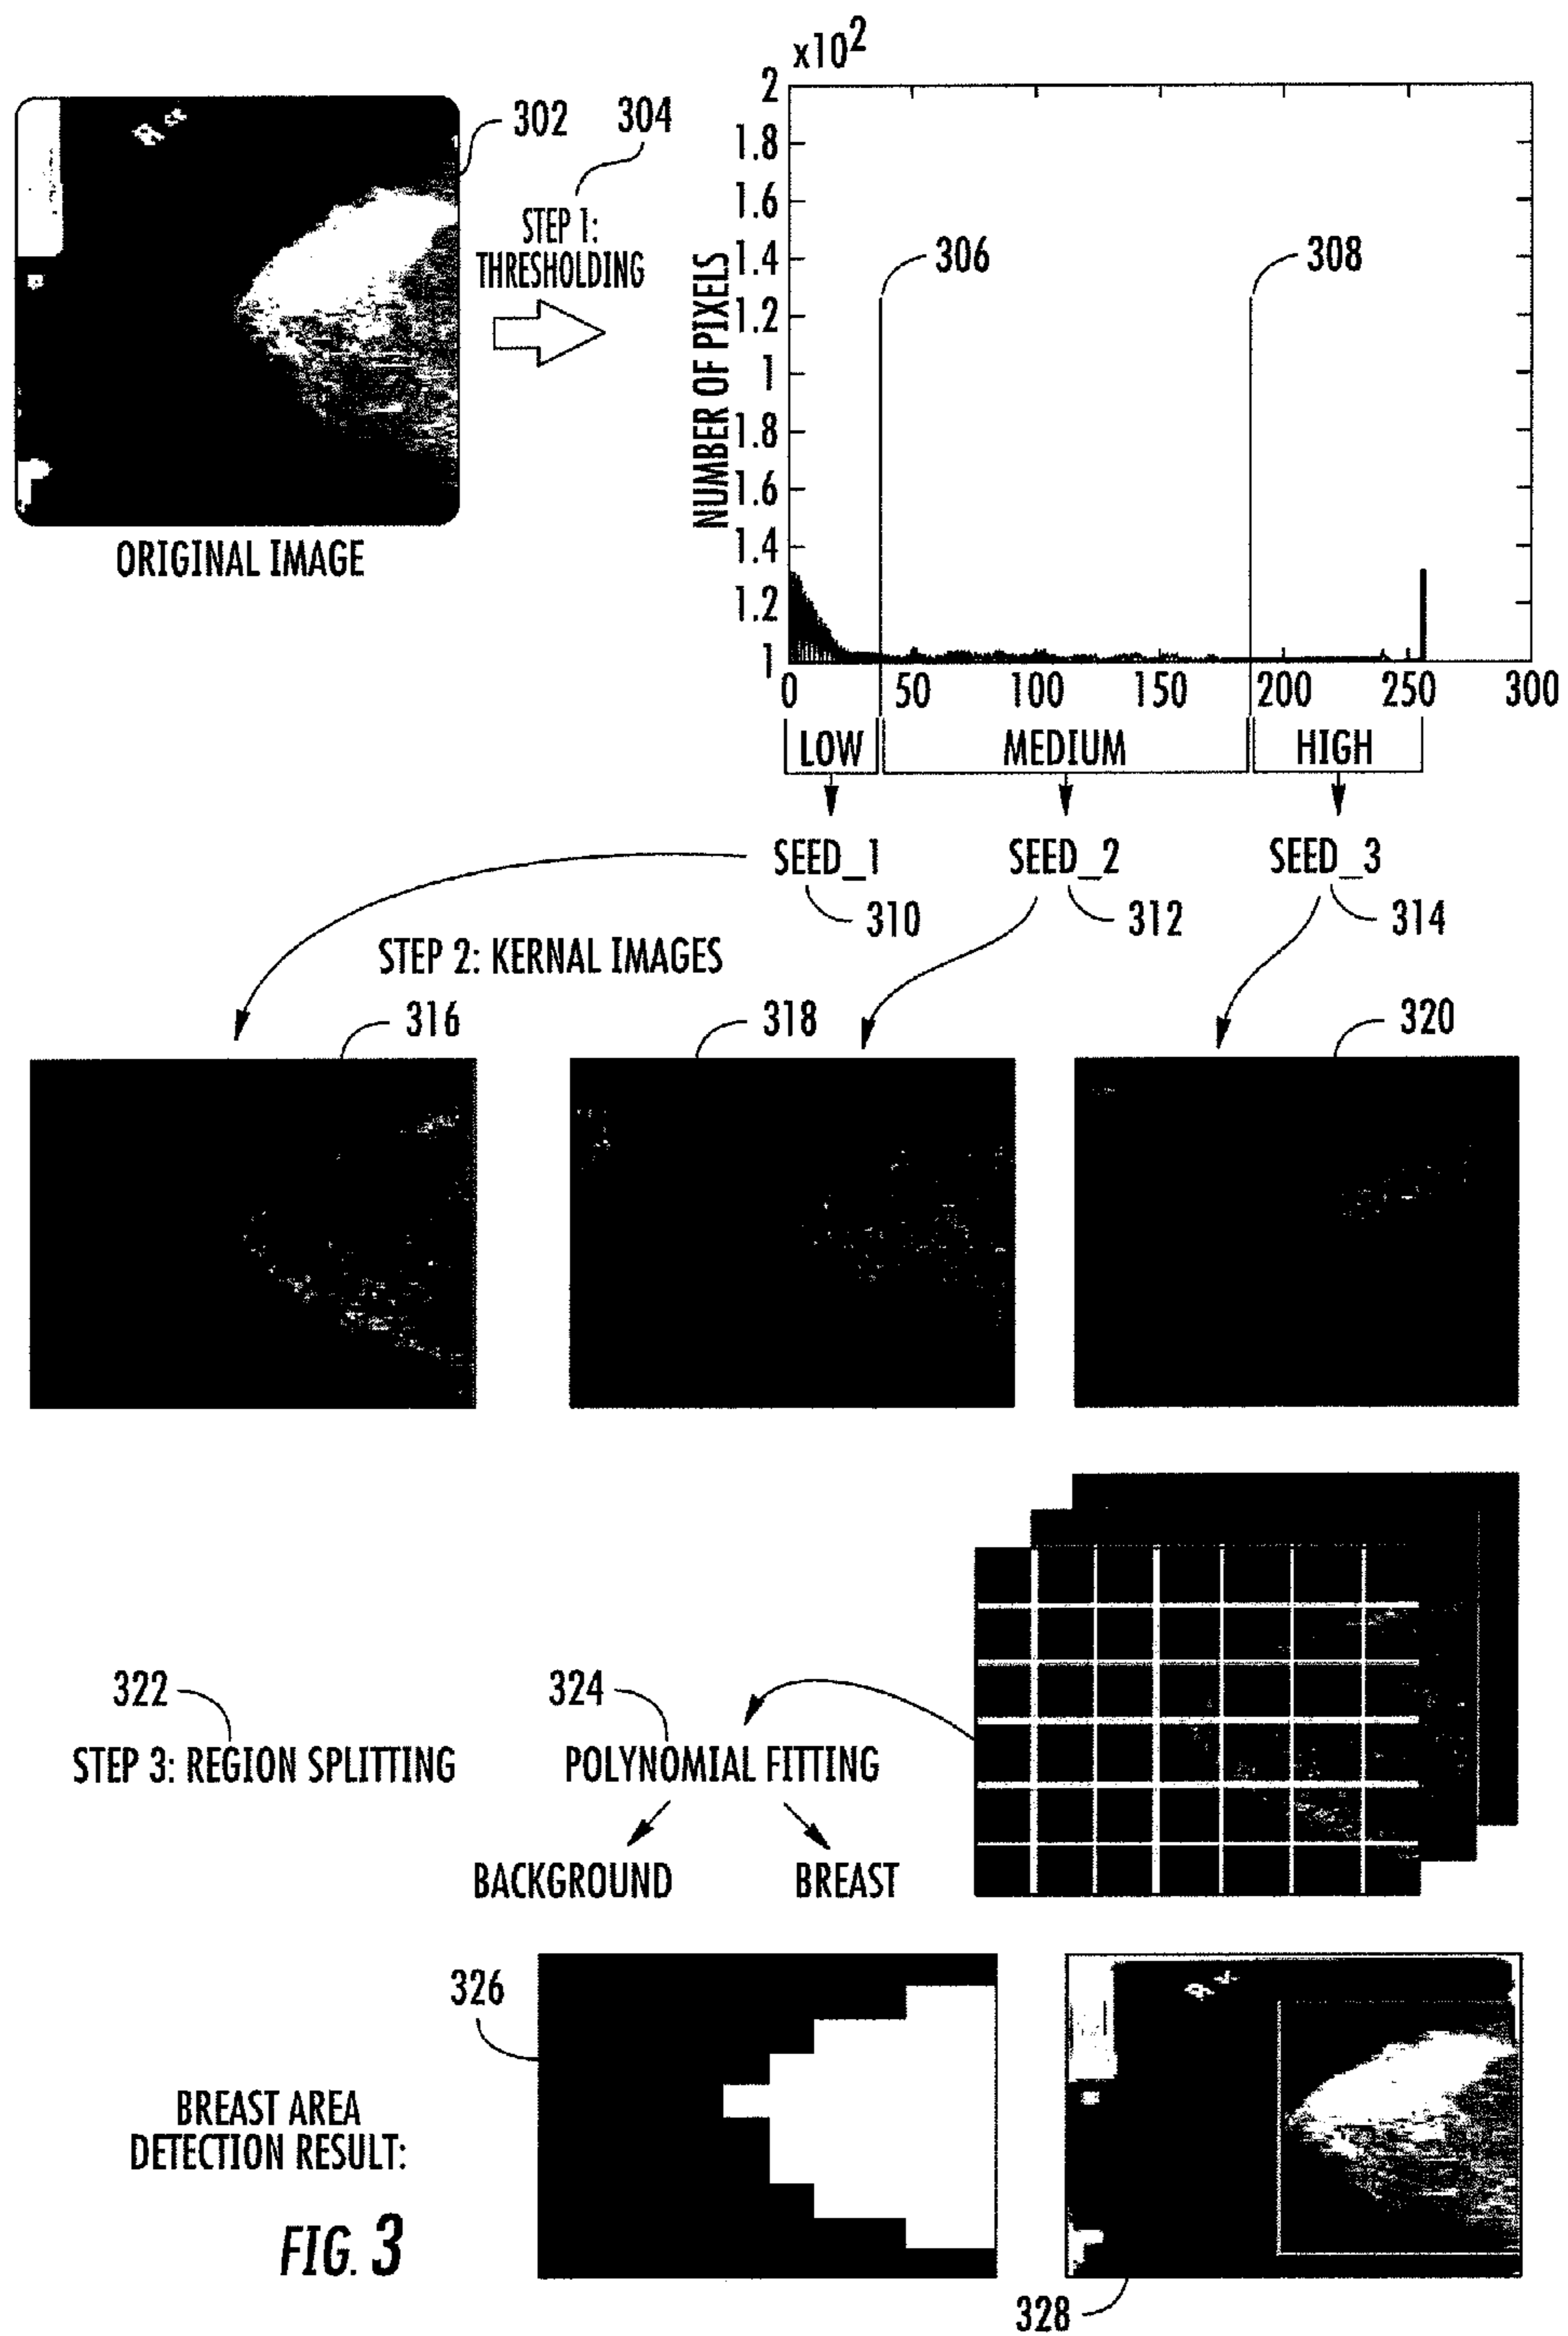 x10²
2
1.8
1.6
1.4
1.2
1
1.8
1.6
1.4
1.2
1
NUMBER OF PIXELS
302
304
STEP 1:
THRESHOLDING
306
308
ORIGINAL IMAGE
0 50 100 150 200 250 300
LOW MEDIUM HIGH
SEED_1 SEED_2 SEED_3
310 312 314
STEP 2: KERNAL IMAGES
316 318 320
322 324
STEP 3: REGION SPLITTING
POLYNOMIAL FITTING
BACKGROUND BREAST
326
BREAST AREA
DETECTION RESULT:
FIG. 3
328